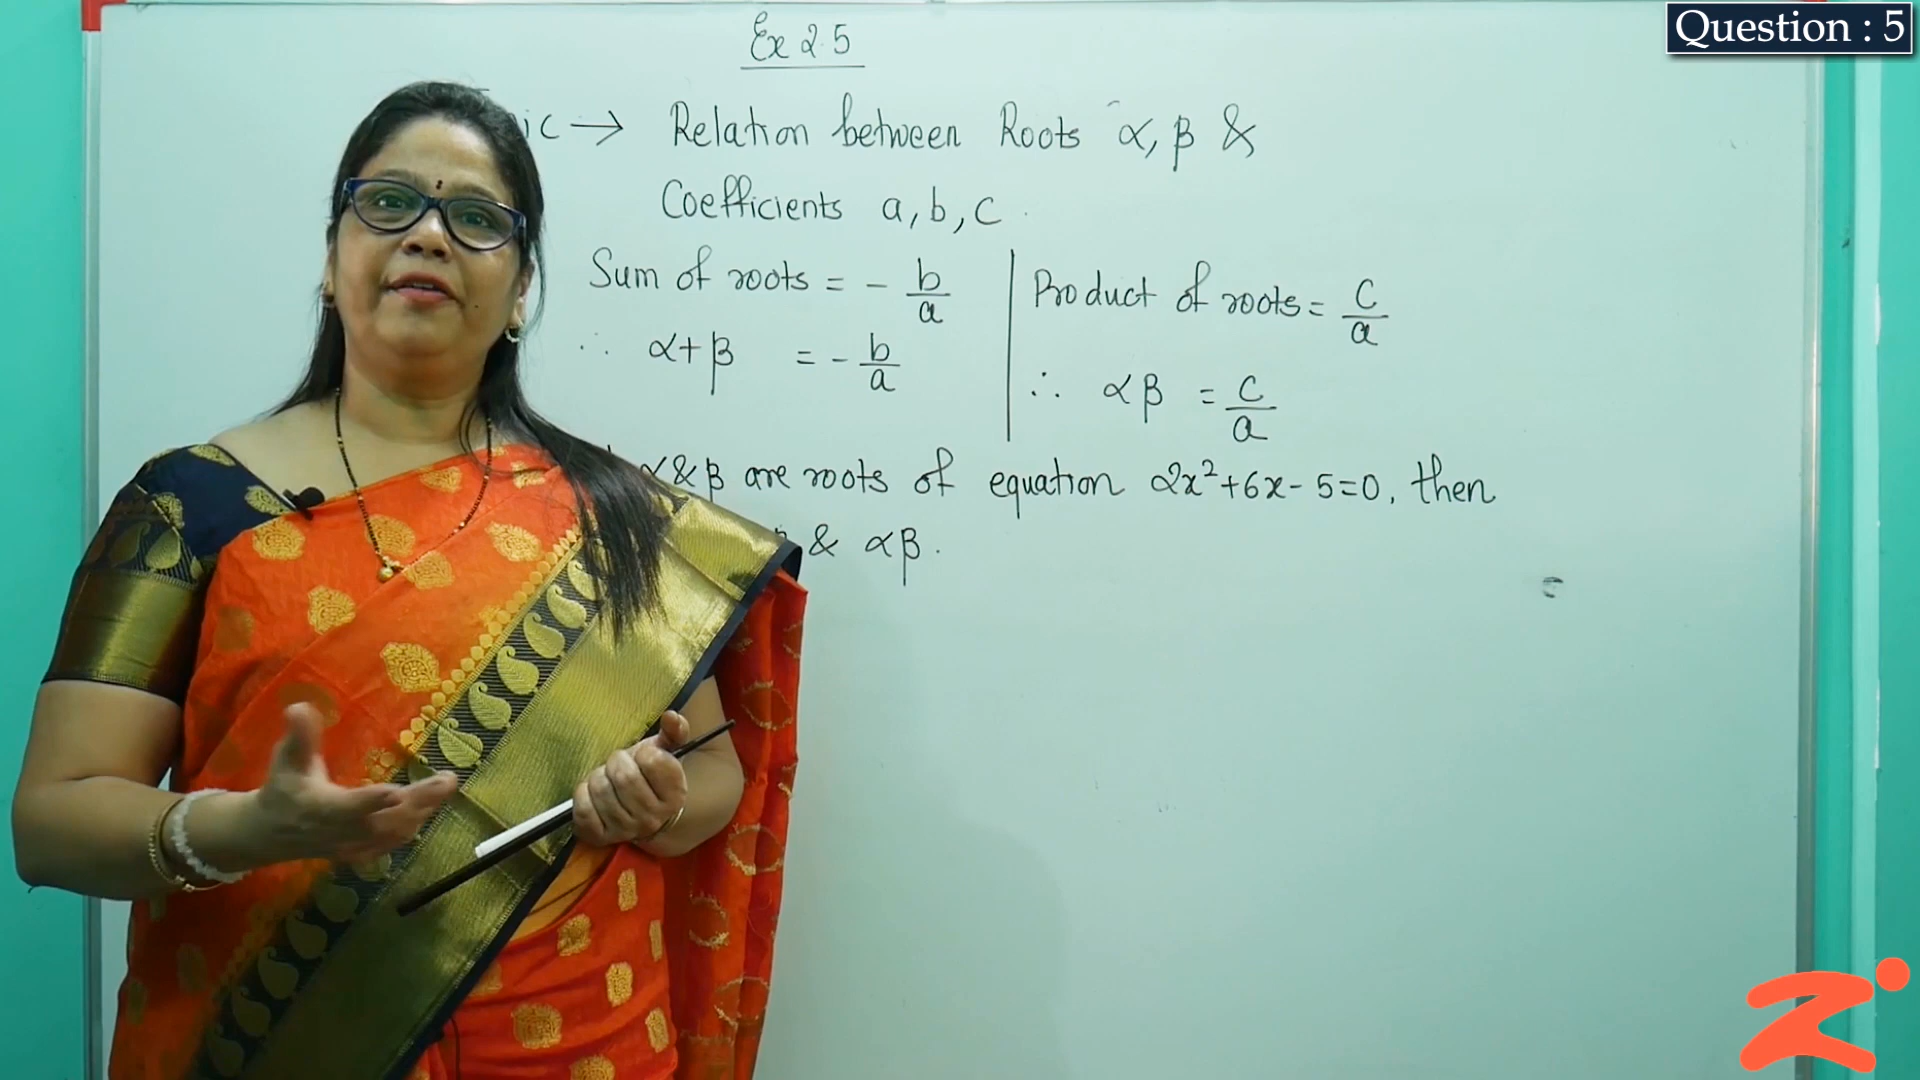 Question : 5
Ex 2.5
→ Relation between Roots α, β &
Coefficients a, b, c.
Sum of roots = - b/a
∴ α+β = - b/a
Product of roots = c/a
∴ αβ = c/a
α&β are roots of equation 2x²+6x-5=0, then
& αβ.